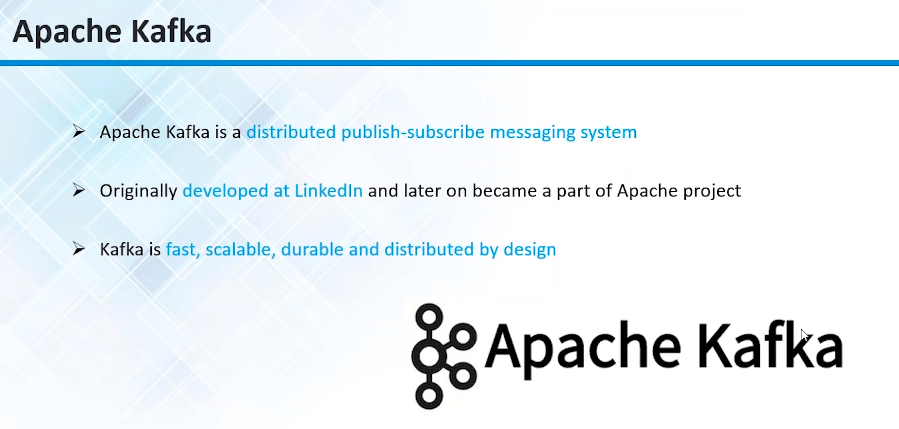 Apache Kafka
➢ Apache Kafka is a distributed publish-subscribe messaging system
➢ Originally developed at LinkedIn and later on became a part of Apache project
➢ Kafka is fast, scalable, durable and distributed by design
Apache Kafka